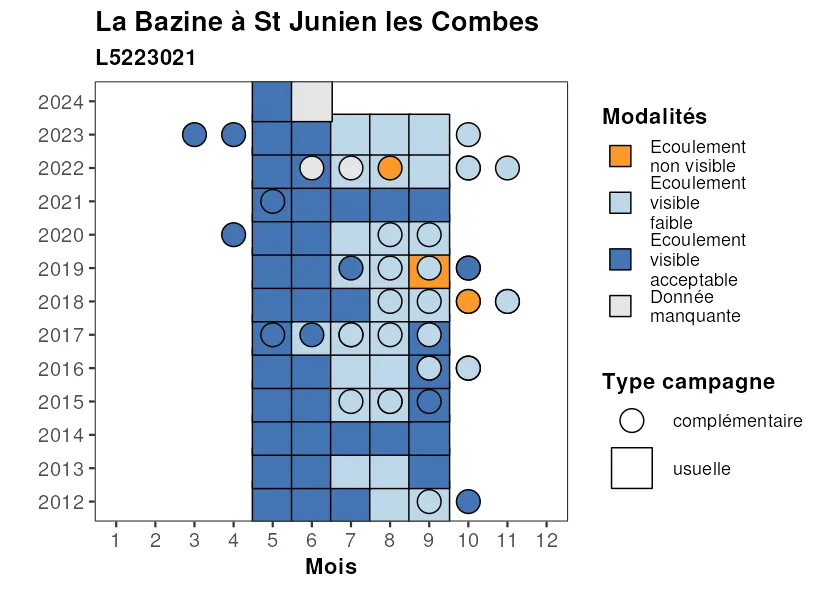 La Bazine à St Junien les Combes
L5223021
2024
2023
2022
2021
2020
2019
2018
2017
2016
2015
2014
2013
2012
1 2 3 4 5 6 7 8 9 10 11 12
Mois
Modalités
Ecoulement
non visible
Ecoulement
visible
faible
Ecoulement
visible
acceptable
Donnée
manquante
Type campagne
complémentaire
usuelle